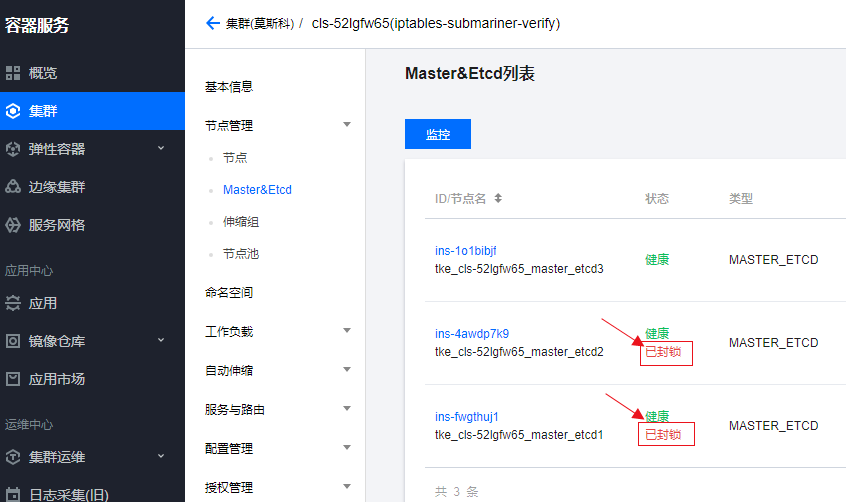 容器服务
概览
集群
弹性容器
边缘集群
服务网格
应用中心
应用
镜像仓库
应用市场
运维中心
集群运维
日志采集(旧)
集群(莫斯科) / cls-52lgfw65(iptables-submariner-verify)
基本信息
节点管理
节点
Master&Etcd
伸缩组
节点池
命名空间
工作负载
自动伸缩
服务与路由
配置管理
授权管理
Master&Etcd列表
监控
ID/节点名 状态 类型
ins-1o1bibjf
tke_cls-52lgfw65_master_etcd3
健康
MASTER_ETCD
ins-4awdp7k9
tke_cls-52lgfw65_master_etcd2
健康
已封锁
MASTER_ETCD
ins-fwgthuj1
tke_cls-52lgfw65_master_etcd1
健康
已封锁
MASTER_ETCD
共 3 条